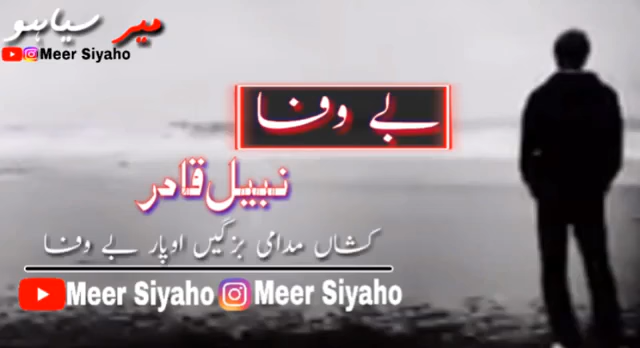 میر سیاہو
Meer Siyaho
بے وفا
نبیل قادر
کشاں مدامی بزگیں اوپار بے وفا
Meer Siyaho Meer Siyaho